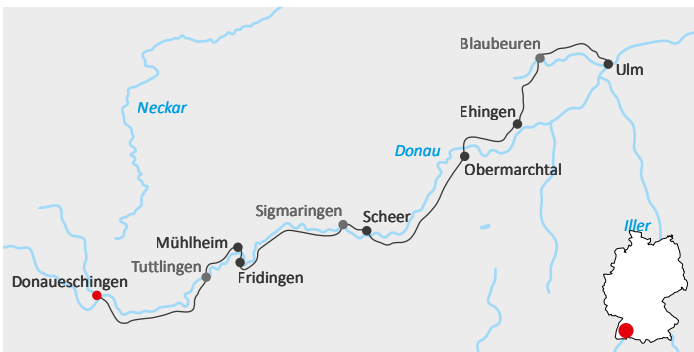 Blaubeuren
Ulm
Neckar
Ehingen
Donau
Obermarchtal
Sigmaringen
Scheer
Iller
Mühlheim
Tuttlingen
Fridingen
Donaueschingen